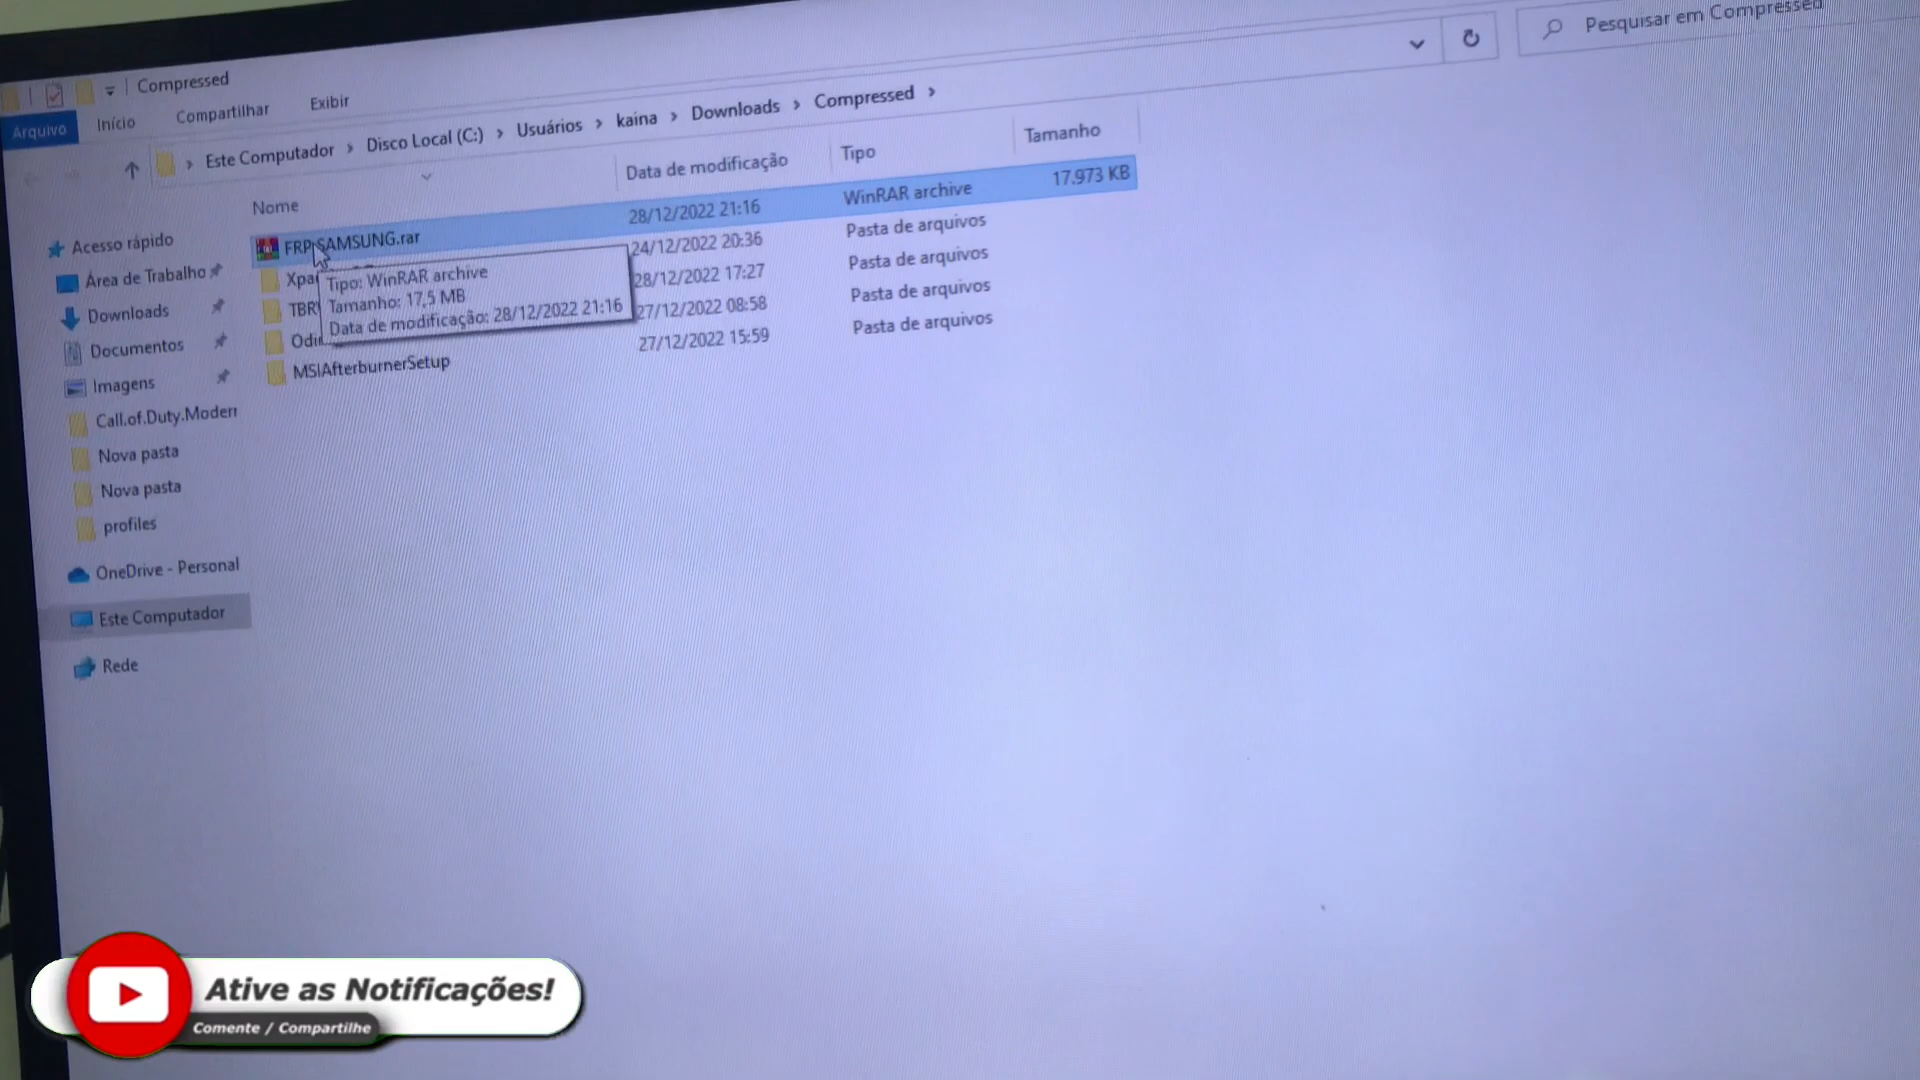 Compressed
Pesquisar em Compressed
Arquivo
Início
Compartilhar
Exibir
Este Computador › Disco Local (C:) › Usuários › kaina › Downloads › Compressed ›
Nome
Data de modificação
Tipo
Tamanho
FRP SAMSUNG.rar
28/12/2022 21:16
WinRAR archive
17.973 KB
24/12/2022 20:36
Pasta de arquivos
28/12/2022 17:27
Pasta de arquivos
27/12/2022 08:58
Pasta de arquivos
MSIAfterburnerSetup
27/12/2022 15:59
Pasta de arquivos
Tipo: WinRAR archive
Tamanho: 17,5 MB
Data de modificação: 28/12/2022 21:16
Acesso rápido
Área de Trabalho
Downloads
Documentos
Imagens
Call.of.Duty.Modern
Nova pasta
Nova pasta
profiles
OneDrive - Personal
Este Computador
Rede
Ative as Notificações!
Comente / Compartilhe